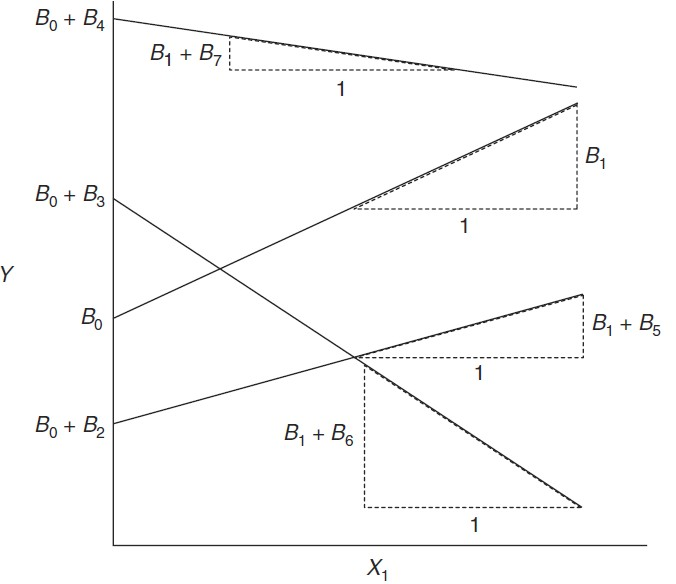 B₀ + B₄
B₁ + B₇
1
B₁
B₀ + B₃
1
Y
B₀
B₁ + B₅
1
B₀ + B₂
B₁ + B₆
1
X₁